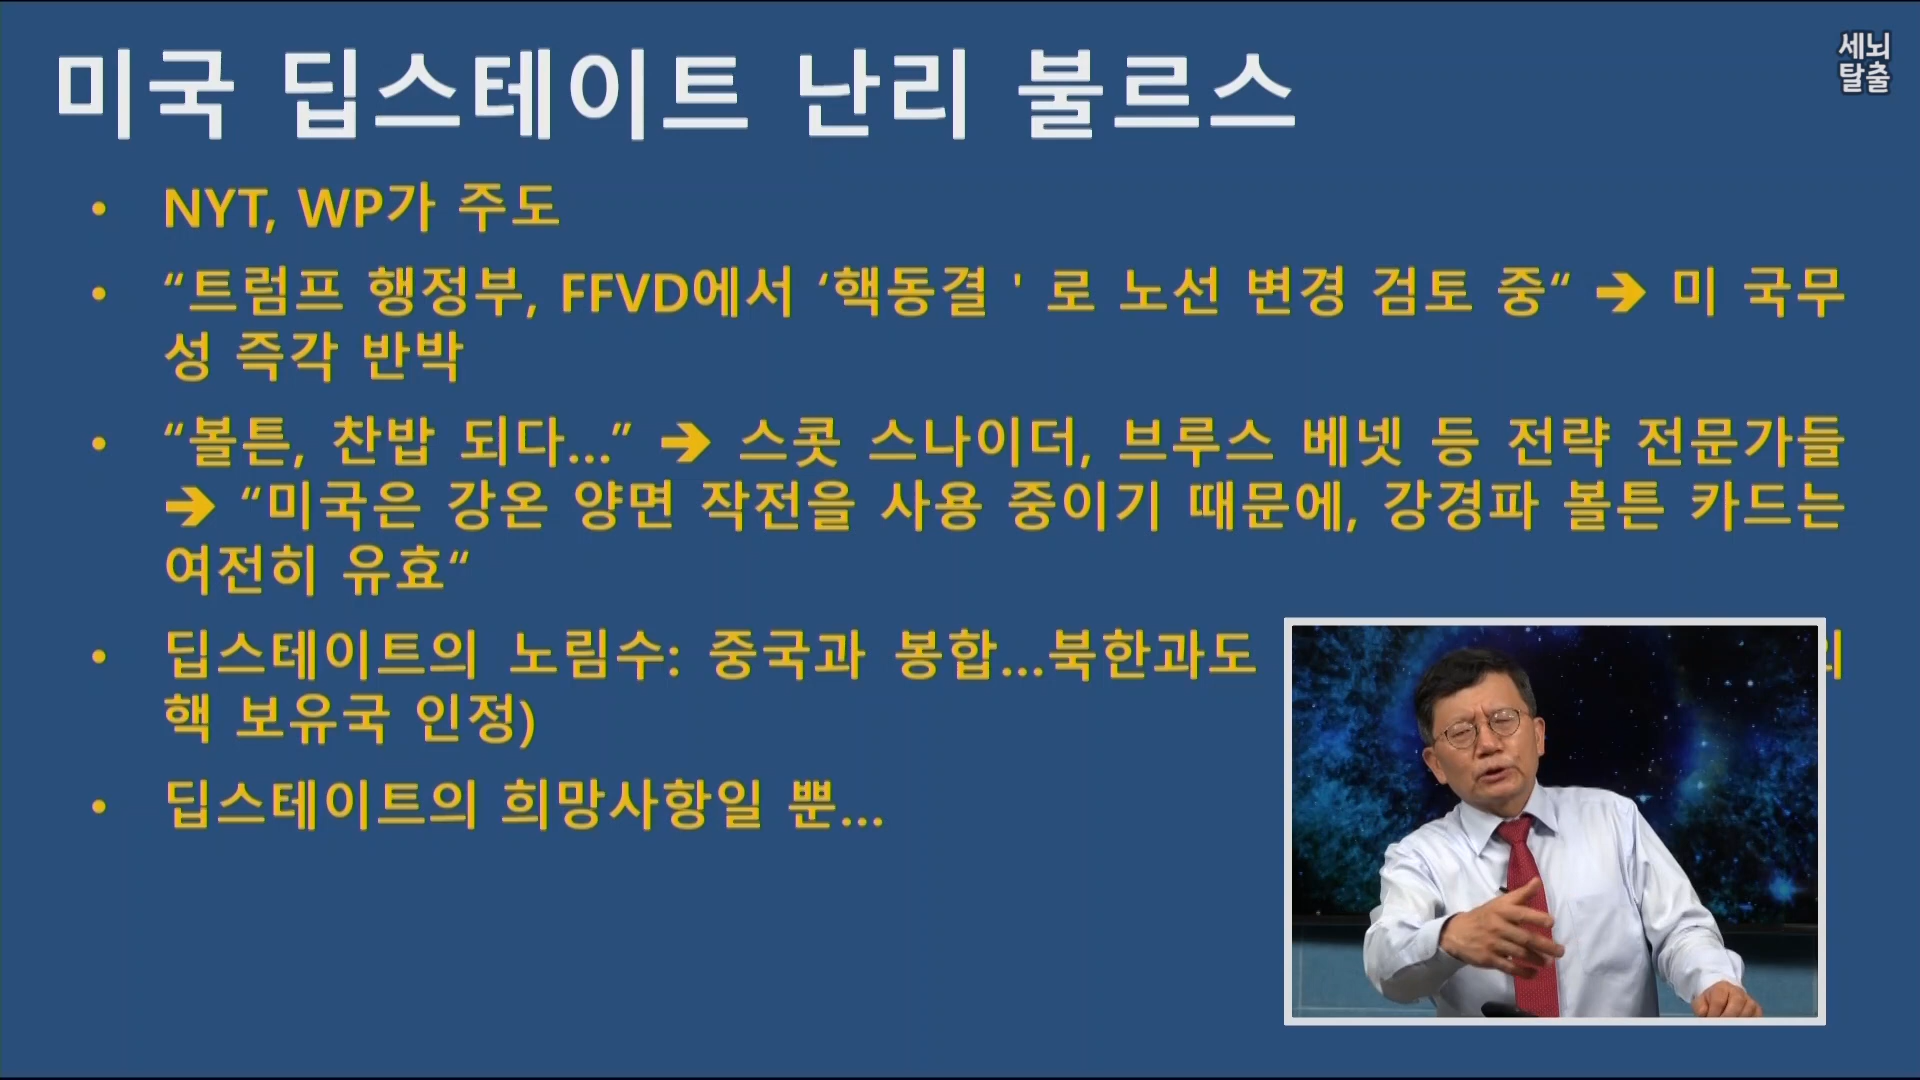 미국 딥스테이트 난리 불르스
세뇌
탈출
• NYT, WP가 주도
• “트럼프 행정부, FFVD에서 ‘핵동결 ' 로 노선 변경 검토 중“ ➔ 미 국무
성 즉각 반박
• “볼튼, 찬밥 되다...” ➔ 스콧 스나이더, 브루스 베넷 등 전략 전문가들
➔ “미국은 강온 양면 작전을 사용 중이기 때문에, 강경파 볼튼 카드는
여전히 유효“
• 딥스테이트의 노림수: 중국과 봉합...북한과도
핵 보유국 인정)
• 딥스테이트의 희망사항일 뿐...